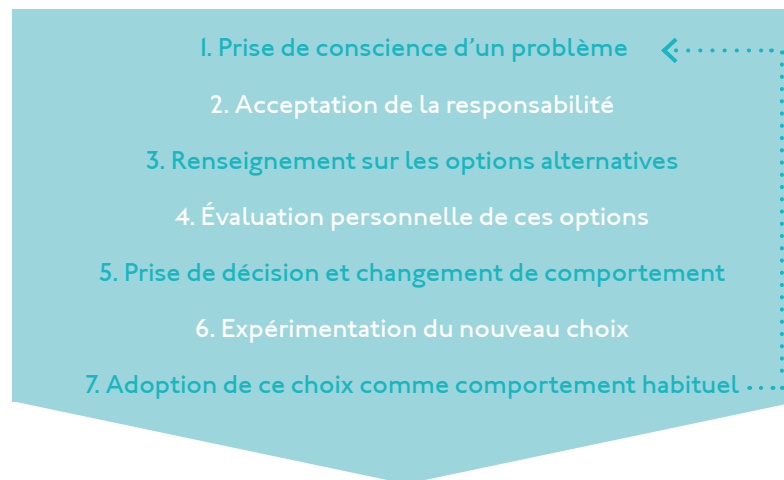 1. Prise de conscience d’un problème
2. Acceptation de la responsabilité
3. Renseignement sur les options alternatives
4. Évaluation personnelle de ces options
5. Prise de décision et changement de comportement
6. Expérimentation du nouveau choix
7. Adoption de ce choix comme comportement habituel